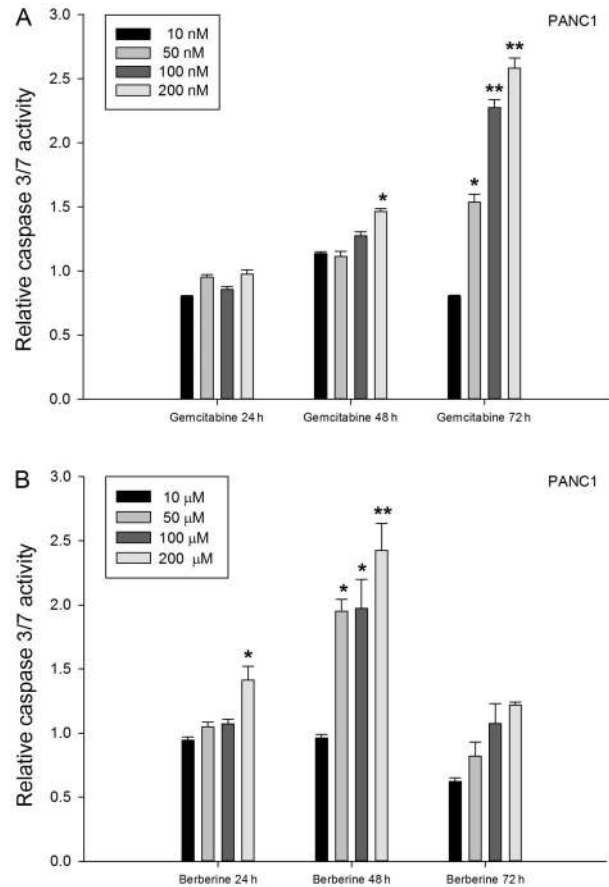 A
PANC1
10 nM
50 nM
100 nM
200 nM
Relative caspase 3/7 activity
3.0
2.5
2.0
1.5
1.0
0.5
0.0
*
*
**
**
Gemcitabine 24 h
Gemcitabine 48 h
Gemcitabine 72 h
B
PANC1
10 μM
50 μM
100 μM
200 μM
Relative caspase 3/7 activity
3.0
2.5
2.0
1.5
1.0
0.5
0.0
*
*
*
**
Berberine 24 h
Berberine 48 h
Berberine 72 h